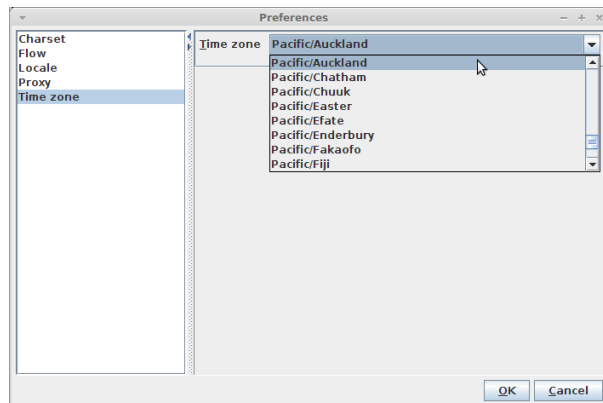 Preferences
Charset
Flow
Locale
Proxy
Time zone
Time zone Pacific/Auckland
Pacific/Auckland
Pacific/Chatham
Pacific/Chuuk
Pacific/Easter
Pacific/Efate
Pacific/Enderbury
Pacific/Fakaofo
Pacific/Fiji
OK Cancel